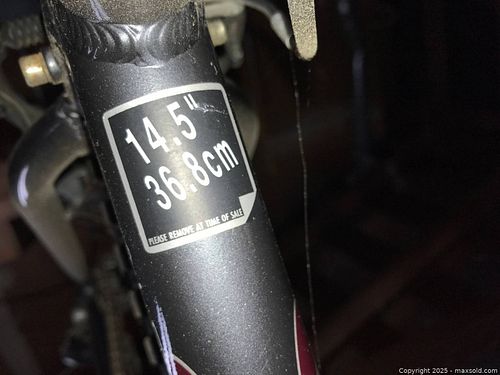 14.5"
36.8cm
PLEASE REMOVE AT TIME OF SALE
Copyright 2025 - maxsold.com